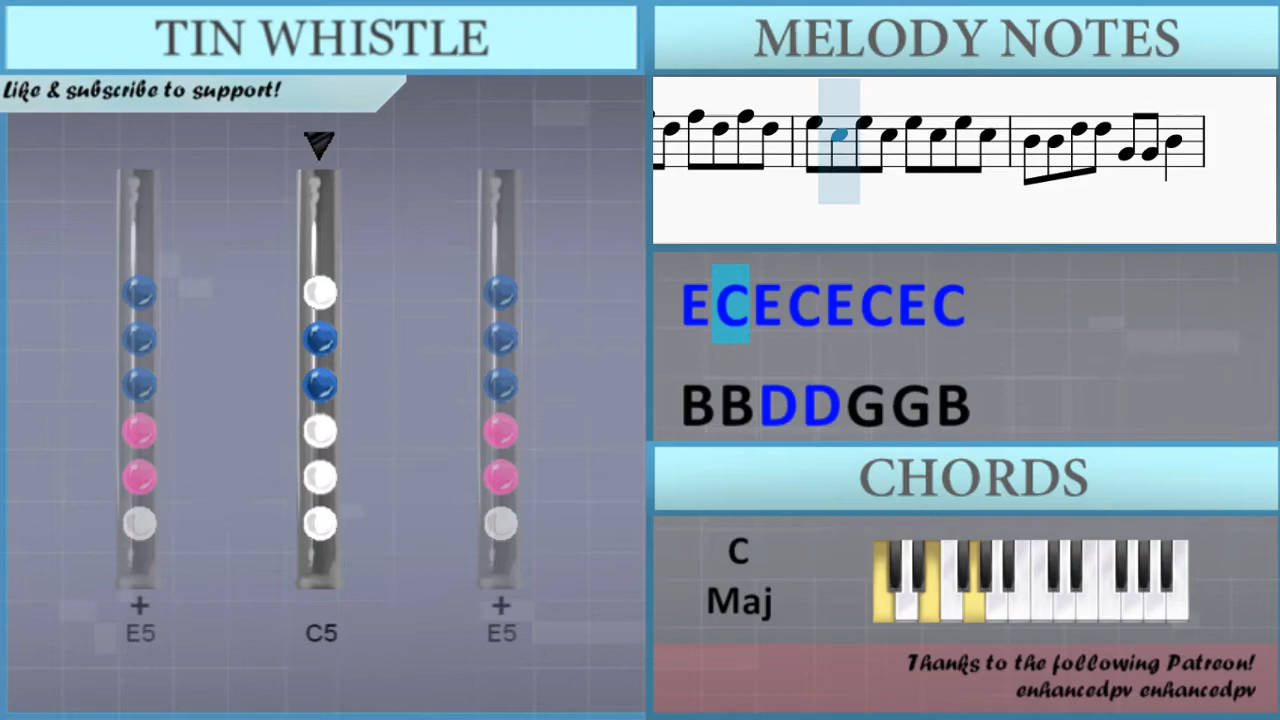 TIN WHISTLE
Like & subscribe to support!
+
E5
C5
+
E5
MELODY NOTES
ECECECEC
BBDDGGB
CHORDS
C
Maj
Thanks to the following Patreon!
enhancedpv enhancedpv